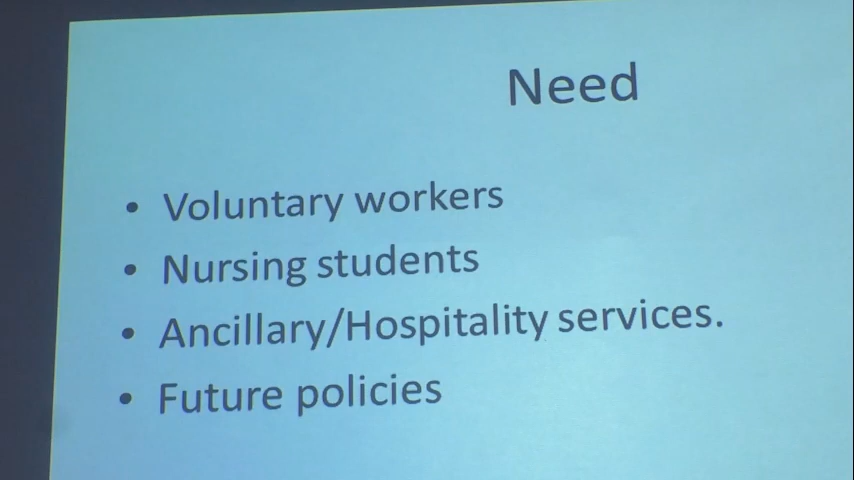 Need
• Voluntary workers
• Nursing students
• Ancillary/Hospitality services.
• Future policies